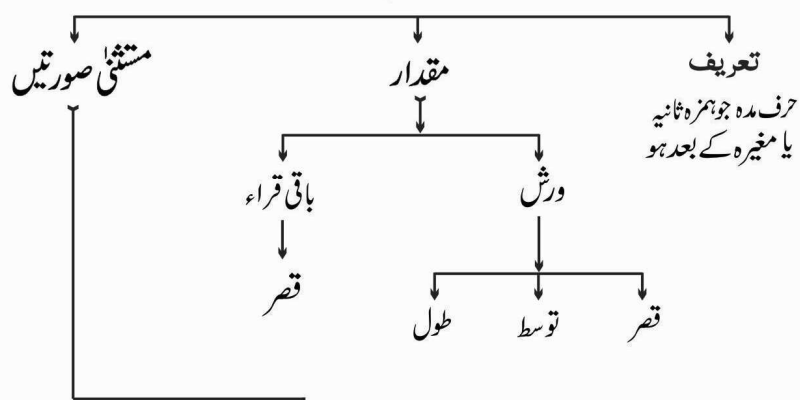 تعریف
مقدار
مستثنیٰ صورتیں
حرف مدہ جو ہمزہ ثانیہ
یا مغیرہ کے بعد ہو
ورش
باقی قراء
قصر
توسط
طول
قصر